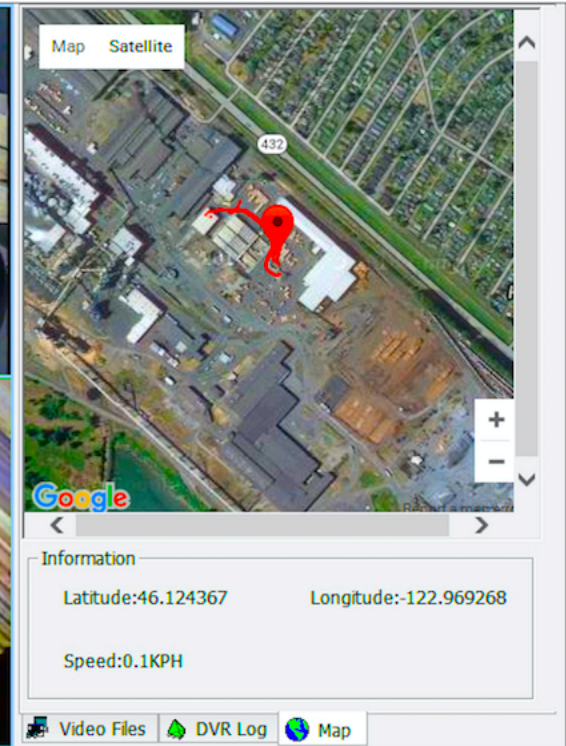 Map Satellite
432
Google
Information
Latitude:46.124367 Longitude:-122.969268
Speed:0.1KPH
Video Files DVR Log Map